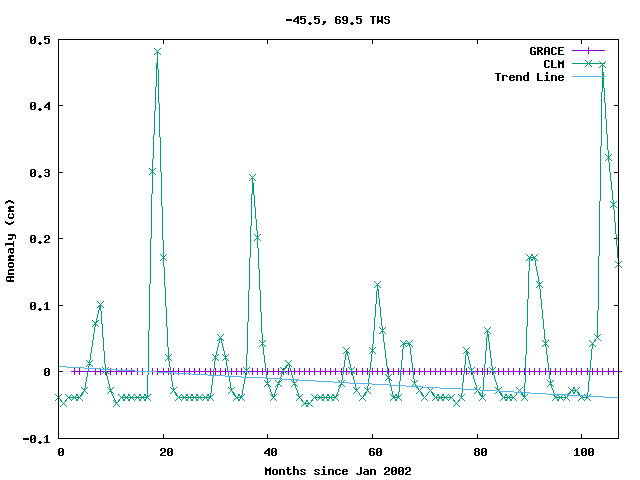 -45.5, 69.5 TWS
GRACE
CLM
Trend Line
0.5
0.4
0.3
0.2
0.1
0
-0.1
Anomaly (cm)
0 20 40 60 80 100
Months since Jan 2002